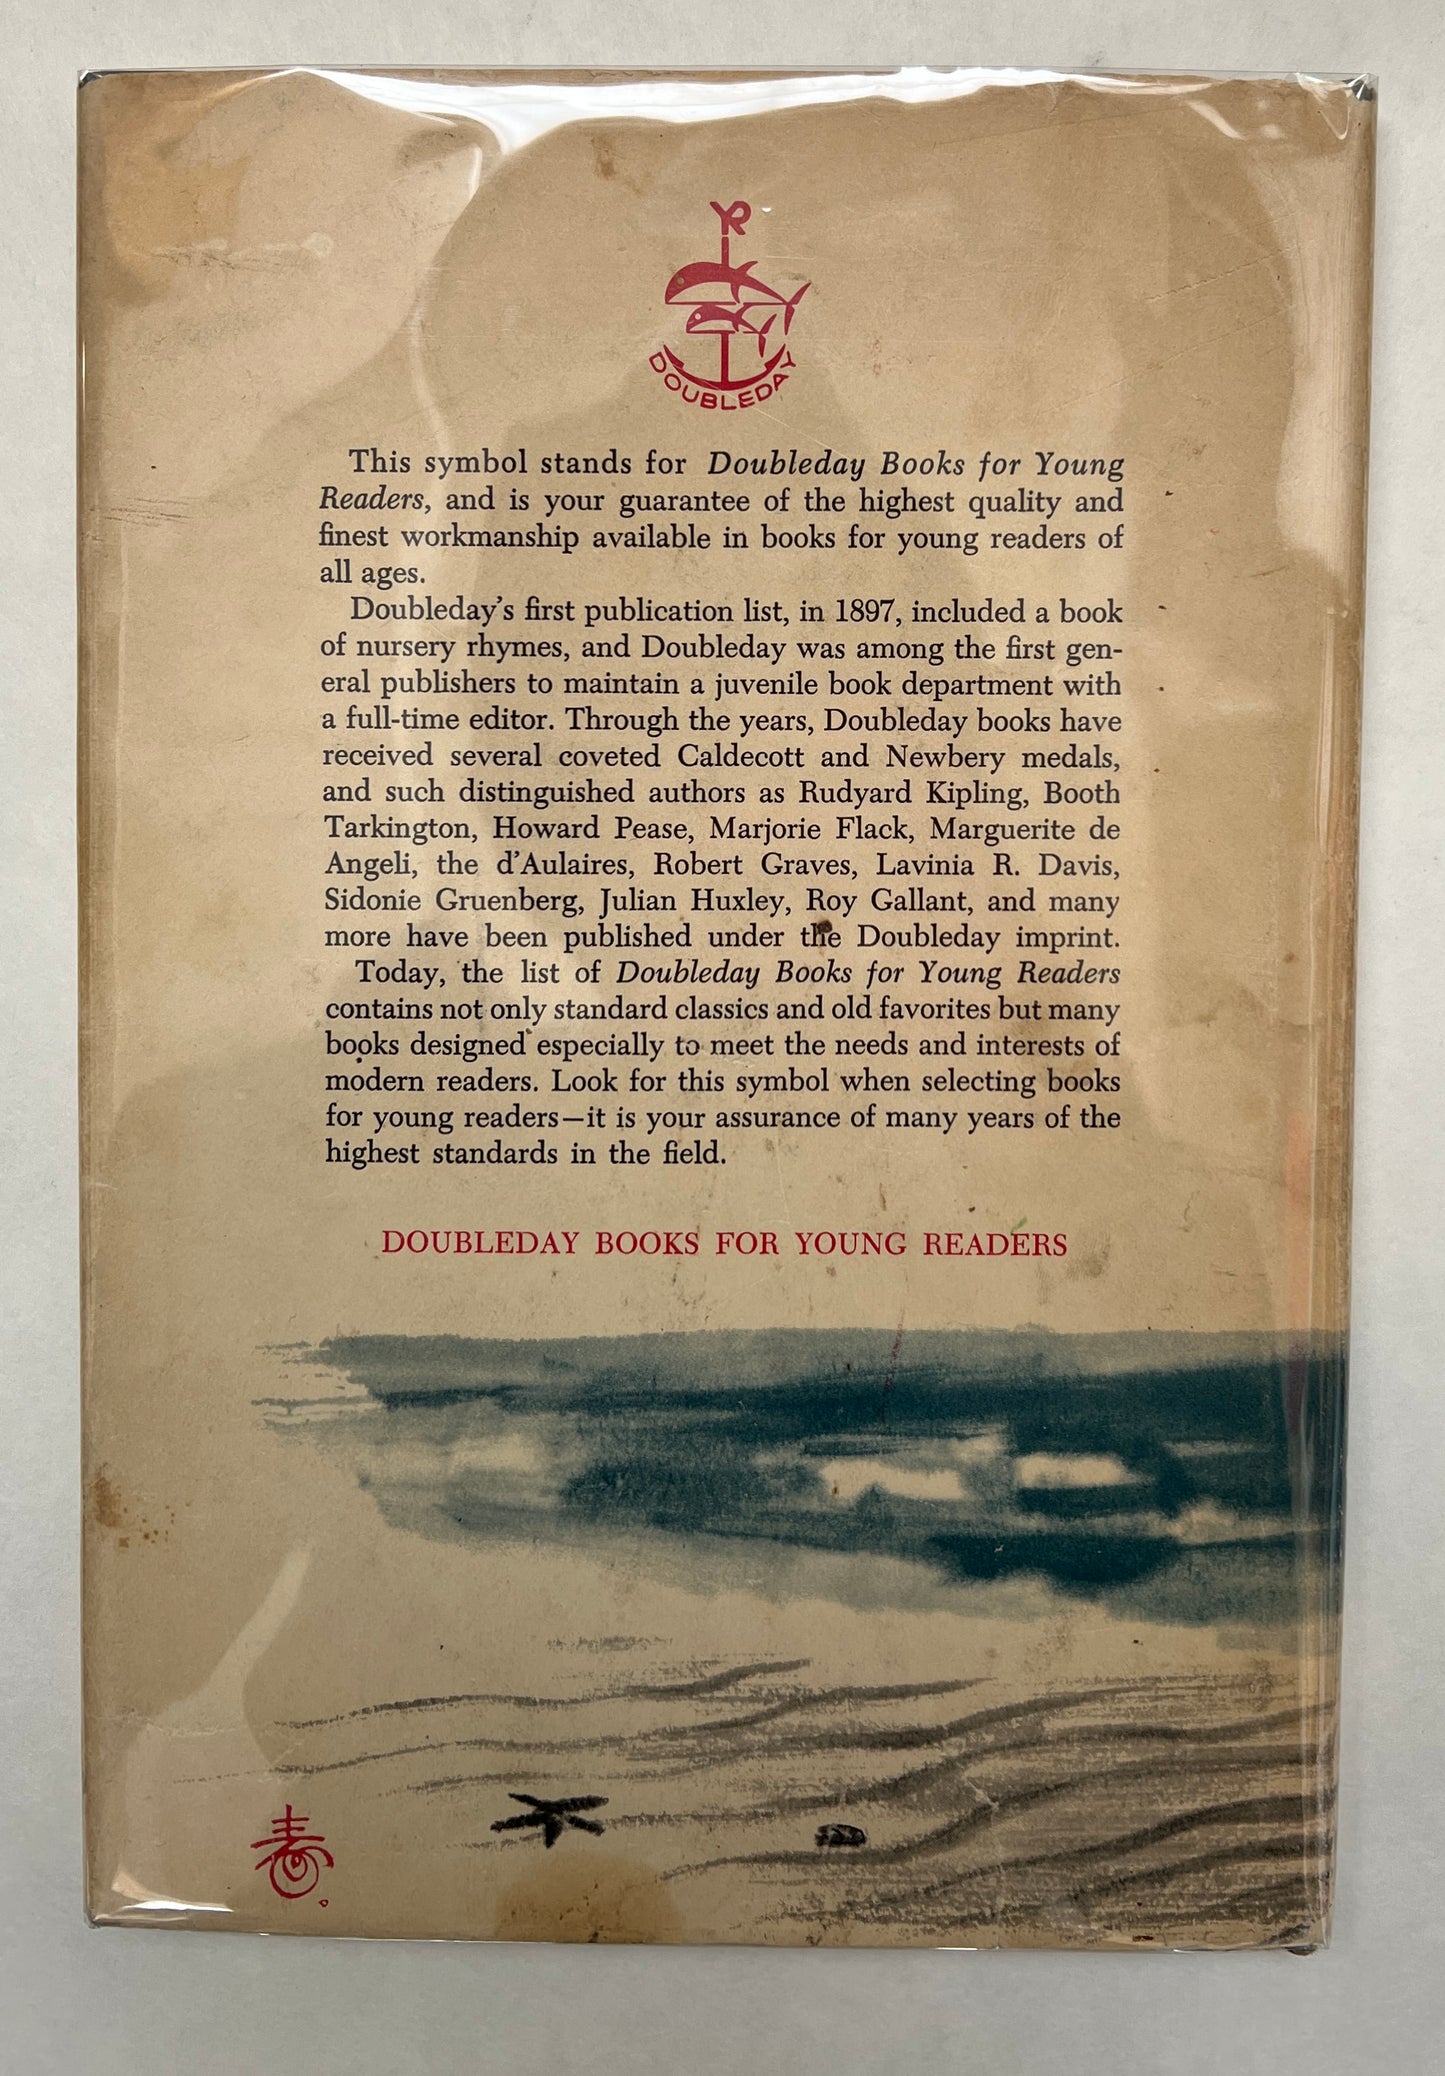 YR
DOUBLEDAY
This symbol stands for Doubleday Books for Young
Readers, and is your guarantee of the highest quality and
finest workmanship available in books for young readers of
all ages.
Doubleday's first publication list, in 1897, included a book
of nursery rhymes, and Doubleday was among the first gen-
eral publishers to maintain a juvenile book department with
a full-time editor. Through the years, Doubleday books have
received several coveted Caldecott and Newbery medals,
and such distinguished authors as Rudyard Kipling, Booth
Tarkington, Howard Pease, Marjorie Flack, Marguerite de
Angeli, the d'Aulaires, Robert Graves, Lavinia R. Davis,
Sidonie Gruenberg, Julian Huxley, Roy Gallant, and many
more have been published under the Doubleday imprint.
Today, the list of Doubleday Books for Young Readers
contains not only standard classics and old favorites but many
books designed especially to meet the needs and interests of
modern readers. Look for this symbol when selecting books
for young readers—it is your assurance of many years of the
highest standards in the field.
DOUBLEDAY BOOKS FOR YOUNG READERS